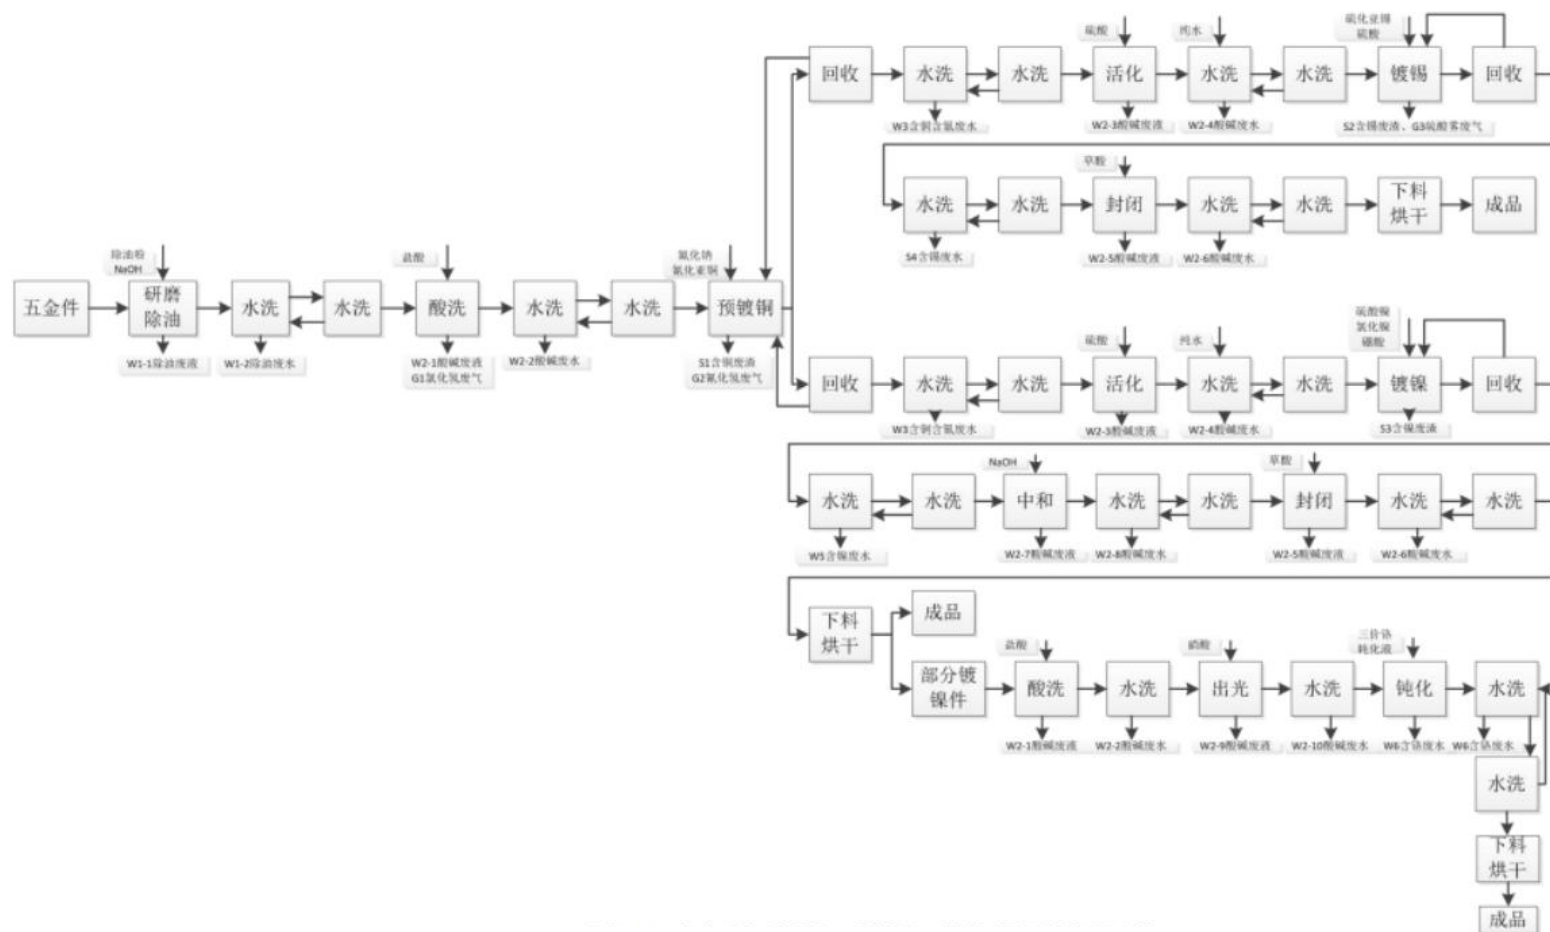 硫酸
纯水
硫化亚锡
硫酸
回收
水洗
水洗
活化
水洗
水洗
镀锡
回收
W3含铜含氰废水
W2-3酸碱废液
W2-4酸碱废水
S2含锡废渣、G3硫酸雾废气
草酸
水洗
水洗
封闭
水洗
水洗
下料
烘干
成品
S4含锡废水
W2-5酸碱废液
W2-6酸碱废水
除油粉
NaOH
盐酸
氰化钠
氰化亚铜
五金件
研磨
除油
水洗
水洗
酸洗
水洗
水洗
预镀铜
W1-1除油废液
W1-2除油废水
W2-1酸碱废液
G1氯化氢废气
W2-2酸碱废水
S1含铜废渣
G2氰化氢废气
硫酸
纯水
硫酸镍
氯化镍
硼酸
回收
水洗
水洗
活化
水洗
水洗
镀镍
回收
W3含铜含氰废水
W2-3酸碱废液
W2-4酸碱废水
S3含镍废渣
NaOH
草酸
水洗
水洗
中和
水洗
水洗
封闭
水洗
水洗
W5含镍废水
W2-7酸碱废液
W2-8酸碱废水
W2-5酸碱废液
W2-6酸碱废水
下料
烘干
成品
盐酸
硝酸
三价铬
钝化液
部分镀
镍件
酸洗
水洗
出光
水洗
钝化
水洗
W2-1酸碱废液
W2-2酸碱废水
W2-9酸碱废液
W2-10酸碱废水
W6含铬废水
W6含铬废水
水洗
下料
烘干
成品